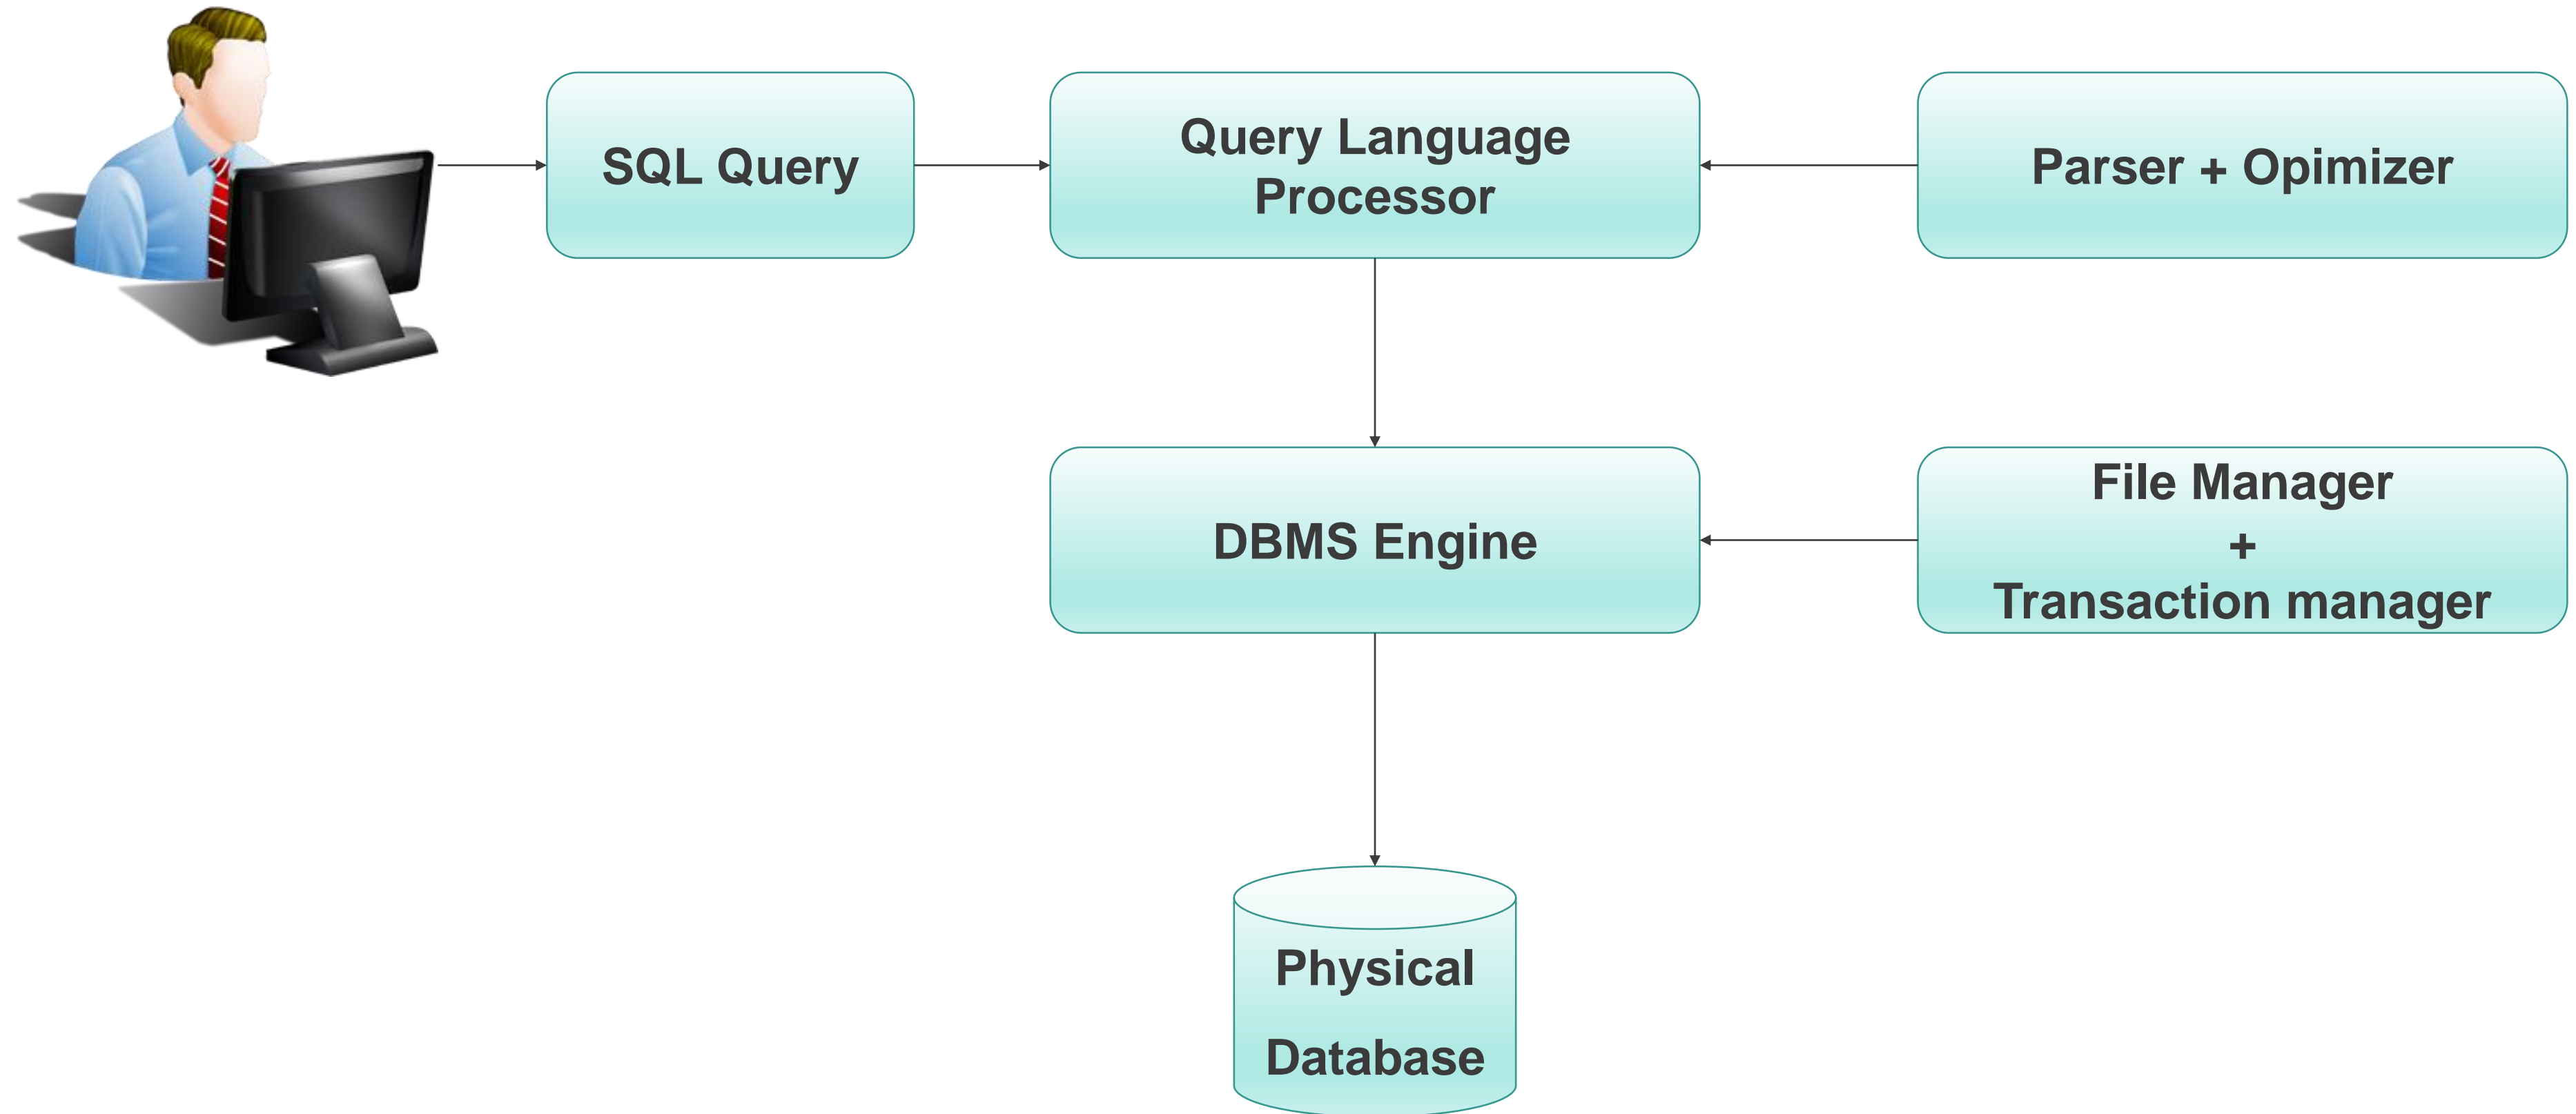 SQL Query
Query Language
Processor
Parser + Opimizer
DBMS Engine
File Manager
+
Transaction manager
Physical
Database